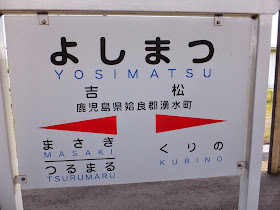 よしまつ
YOSIMATSU
吉松
鹿児島県姶良郡湧水町
まさき
MASAKI
つるまる
TSURUMARU
くりの
KURINO